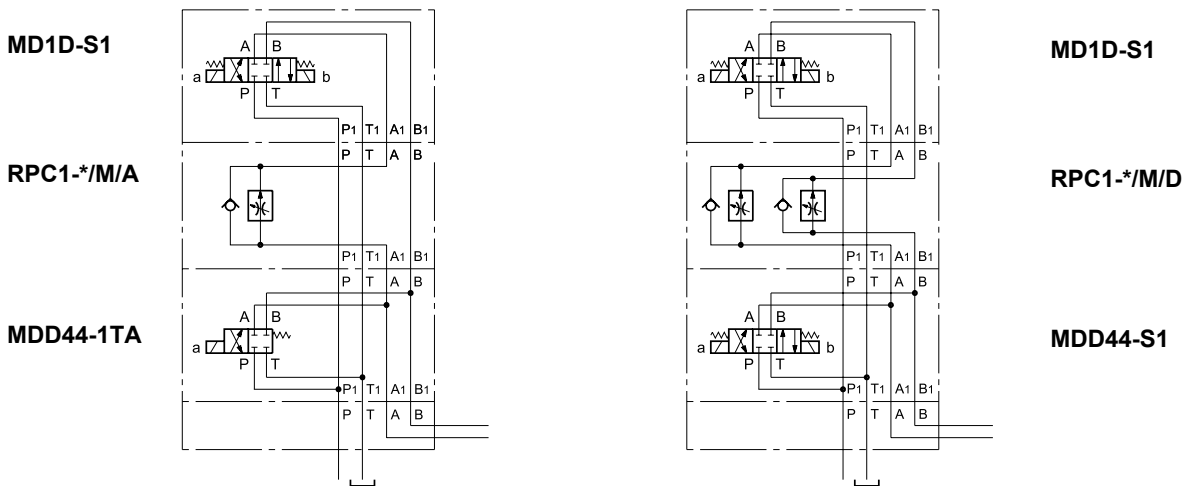 MD1D-S1
A B
a b
P T
P1 T1 A1 B1
P T A B
RPC1-*/M/A
P1 T1 A1 B1
P T A B
A B
MDD44-1TA
a
P T
P1 T1 A1 B1
P T A B
MD1D-S1
A B
a b
P T
P1 T1 A1 B1
P T A B
RPC1-*/M/D
P1 T1 A1 B1
P T A B
A B
MDD44-S1
a b
P T
P1 T1 A1 B1
P T A B